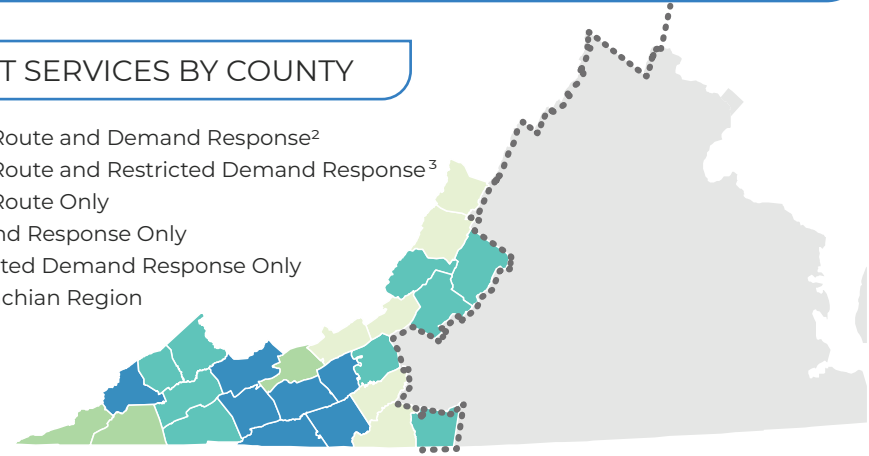 T SERVICES BY COUNTY
Route and Demand Response²
Route and Restricted Demand Response³
Route Only
nd Response Only
ted Demand Response Only
chian Region